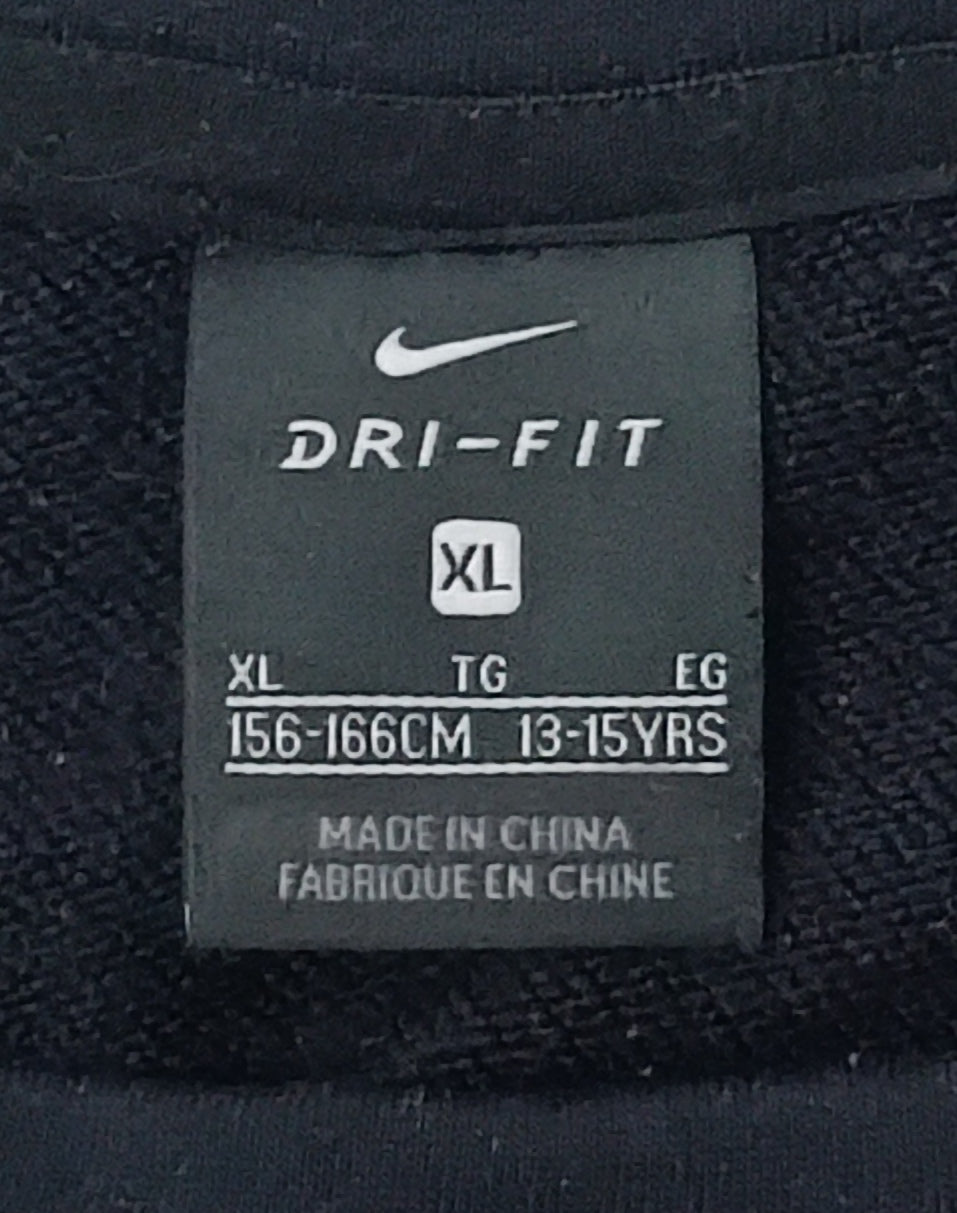 DRI-FIT
XL
XL TG EG
156-166CM 13-15YRS
MADE IN CHINA
FABRIQUE EN CHINE